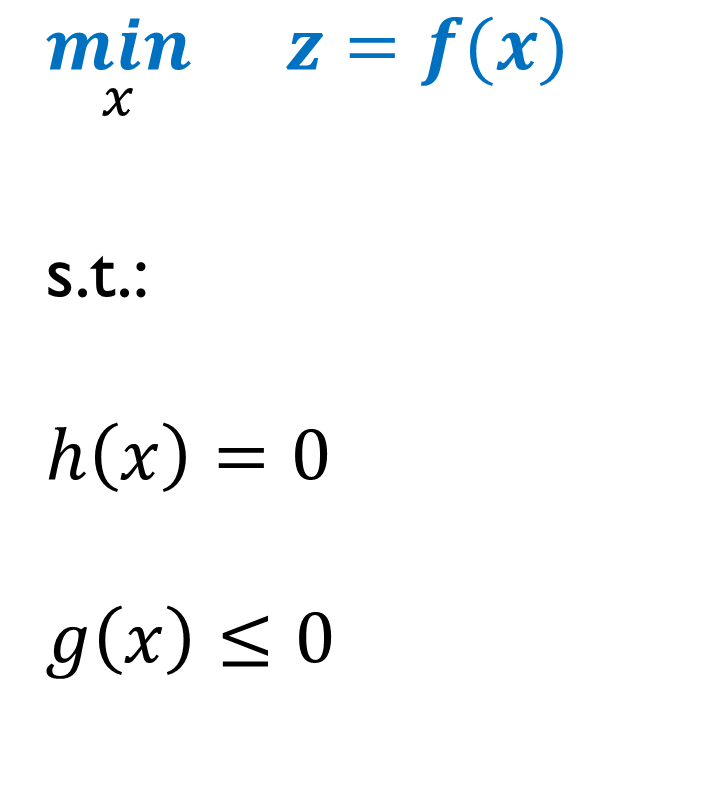 min z = f(x)
x
s.t.:
h(x) = 0
g(x) ≤ 0